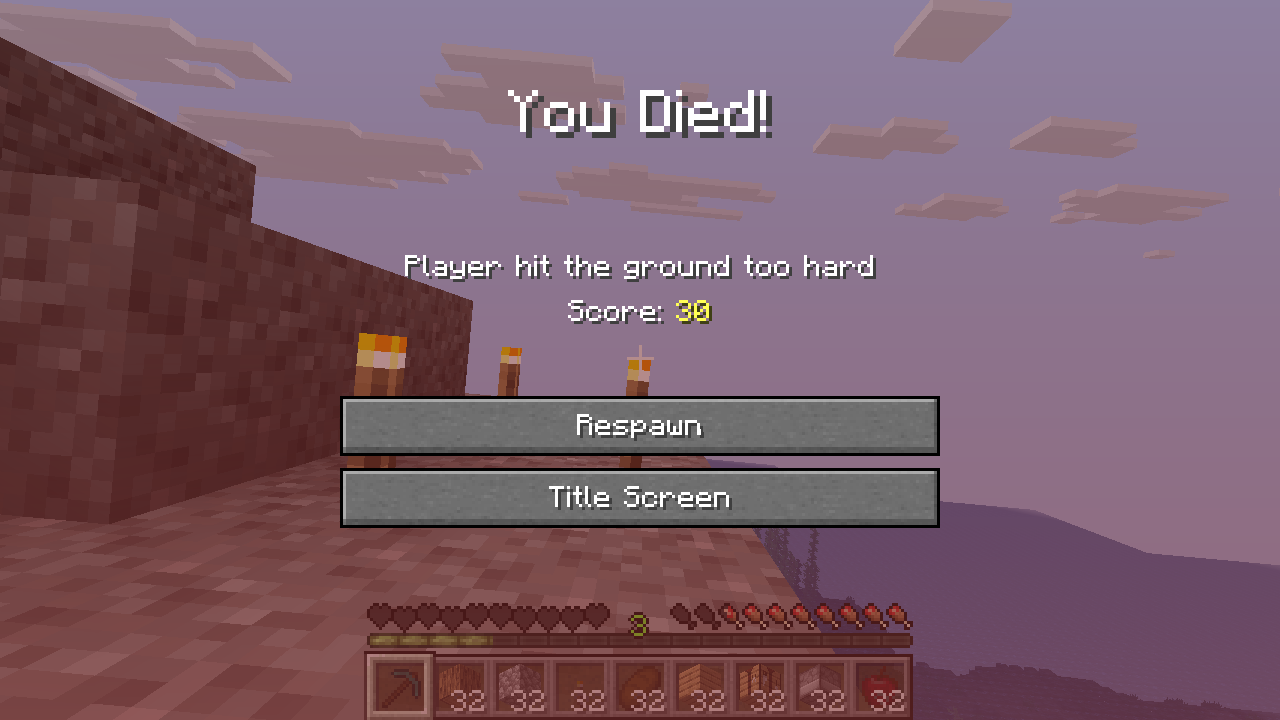 You Died!
Player hit the ground too hard
Score: 30
Respawn
Title Screen
3
32 32 32 32 32 32 32 32